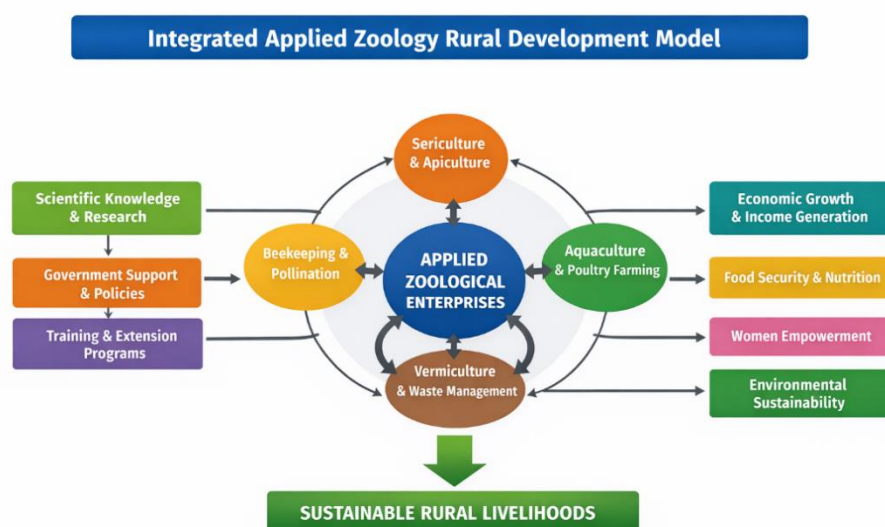 Integrated Applied Zoology Rural Development Model
Sericulture
& Apiculture
Scientific Knowledge
& Research
Government Support
& Policies
Training & Extension
Programs
Beekeeping &
Pollination
APPLIED
ZOOLOGICAL
ENTERPRISES
Aquaculture
& Poultry Farming
Vermiculture
& Waste Management
Economic Growth
& Income Generation
Food Security & Nutrition
Women Empowerment
Environmental
Sustainability
SUSTAINABLE RURAL LIVELIHOODS